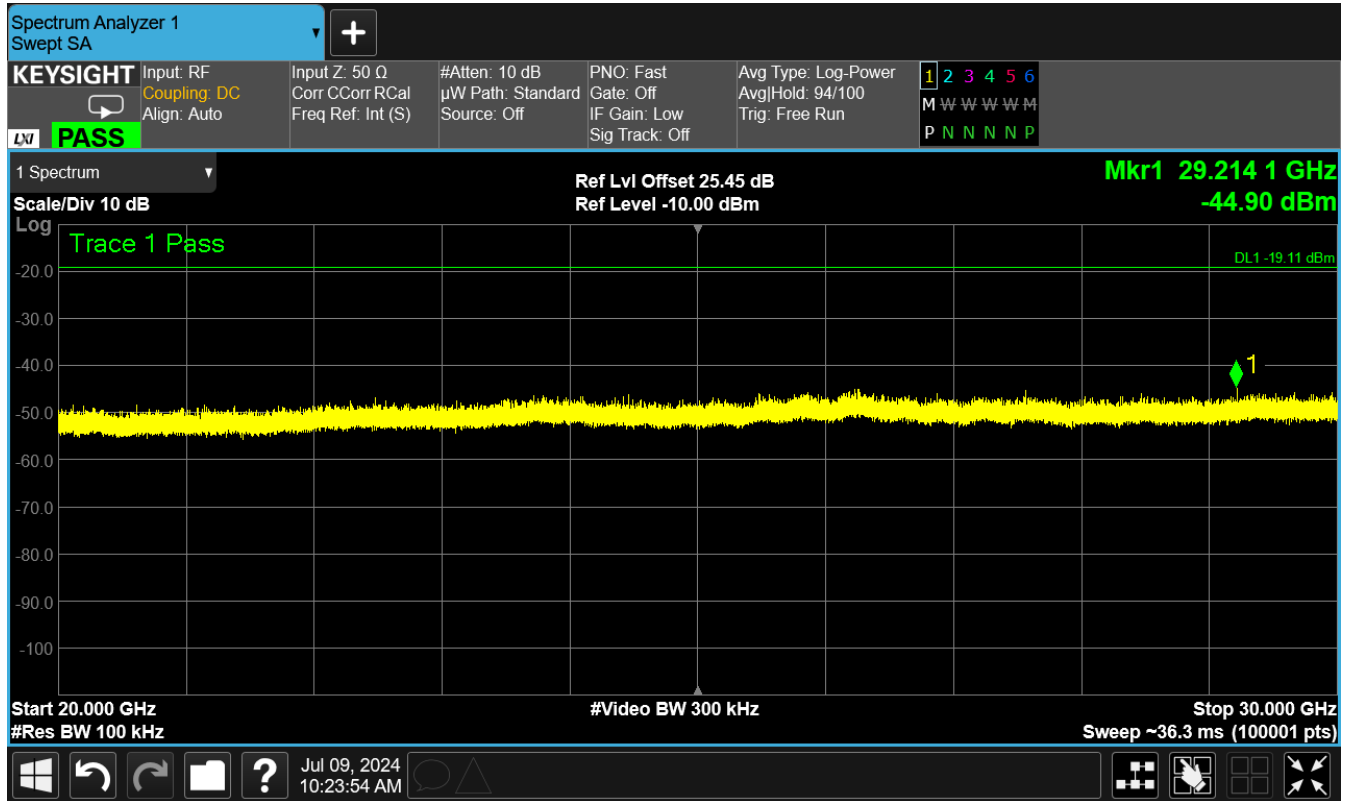 Spectrum Analyzer 1
Swept SA
KEYSIGHT
LXI
PASS
Input: RF
Coupling: DC
Align: Auto
Input Z: 50 Ω
Corr CCorr RCal
Freq Ref: Int (S)
#Atten: 10 dB
µW Path: Standard
Source: Off
PNO: Fast
Gate: Off
IF Gain: Low
Sig Track: Off
Avg Type: Log-Power
Avg|Hold: 94/100
Trig: Free Run
1 2 3 4 5 6
M W W W W M
P N N N N P
1 Spectrum
Scale/Div 10 dB
Ref Lvl Offset 25.45 dB
Ref Level -10.00 dBm
Mkr1 29.214 1 GHz
-44.90 dBm
Log
Trace 1 Pass
DL1 -19.11 dBm
-20.0
-30.0
-40.0
1
-50.0
-60.0
-70.0
-80.0
-90.0
-100
Start 20.000 GHz
#Video BW 300 kHz
Stop 30.000 GHz
#Res BW 100 kHz
Sweep ~36.3 ms (100001 pts)
?
Jul 09, 2024
10:23:54 AM